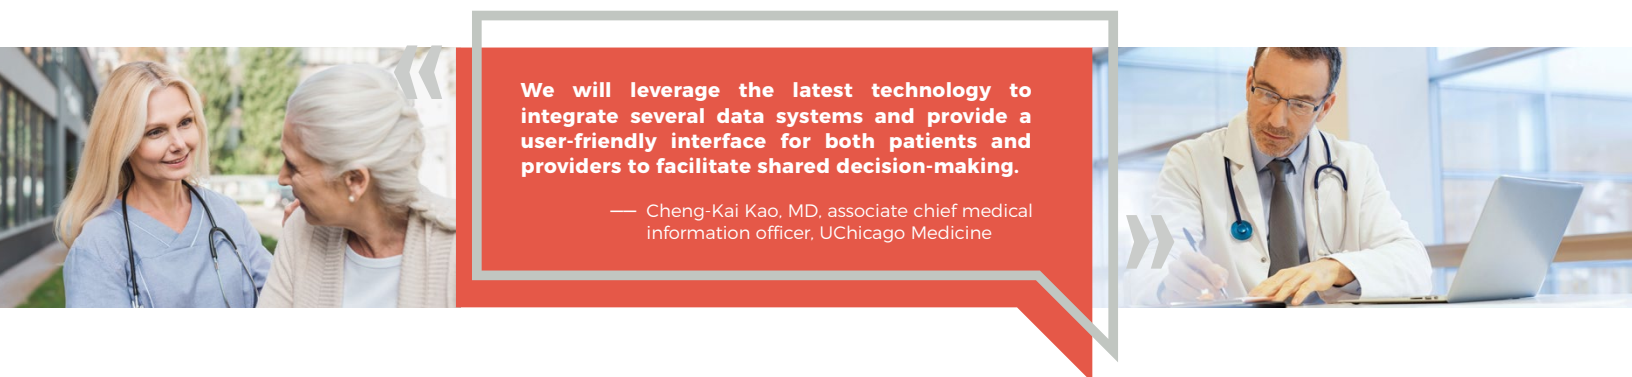 We will leverage the latest technology to
integrate several data systems and provide a
user-friendly interface for both patients and
providers to facilitate shared decision-making.
— Cheng-Kai Kao, MD, associate chief medical
information officer, UChicago Medicine